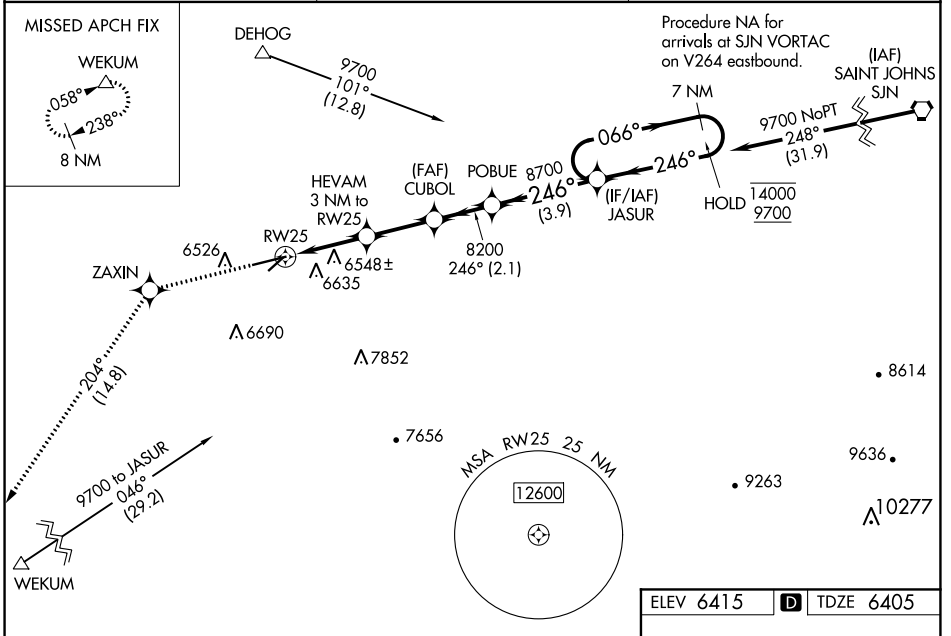 MISSED APCH FIX
WEKUM
058°
238°
8 NM
DEHOG
9700
101°
(12.8)
Procedure NA for
arrivals at SJN VORTAC
on V264 eastbound.
(IAF)
SAINT JOHNS
SJN
7 NM
9700 NoPT
248°
(31.9)
066°
246°
HOLD
14000
9700
(IF/IAF)
JASUR
8700
246°
(3.9)
POBUE
8200
246° (2.1)
(FAF)
CUBOL
HEVAM
3 NM to
RW25
RW25
6526
6548±
6635
ZAXIN
6690
7852
204°
(14.8)
8614
7656
9636
9263
10277
9700 to JASUR
046°
(29.2)
WEKUM
MSA RW25 25 NM
12600
ELEV 6415 D TDZE 6405